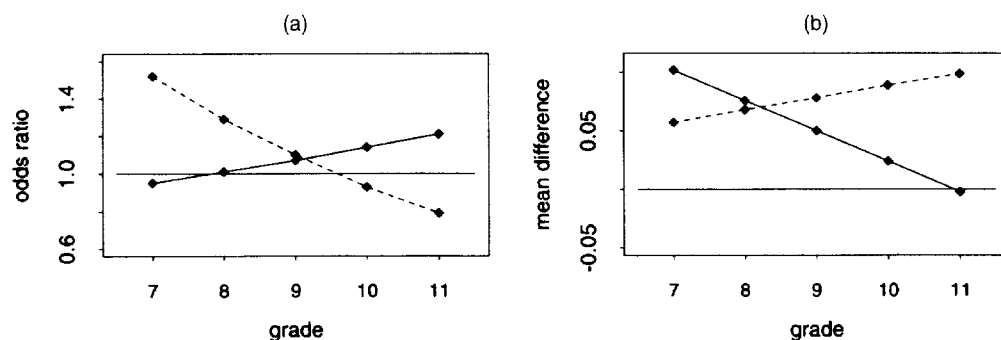 (a)
odds ratio
1.4
1.0
0.6
7 8 9 10 11
grade
(b)
mean difference
0.05
-0.05
7 8 9 10 11
grade